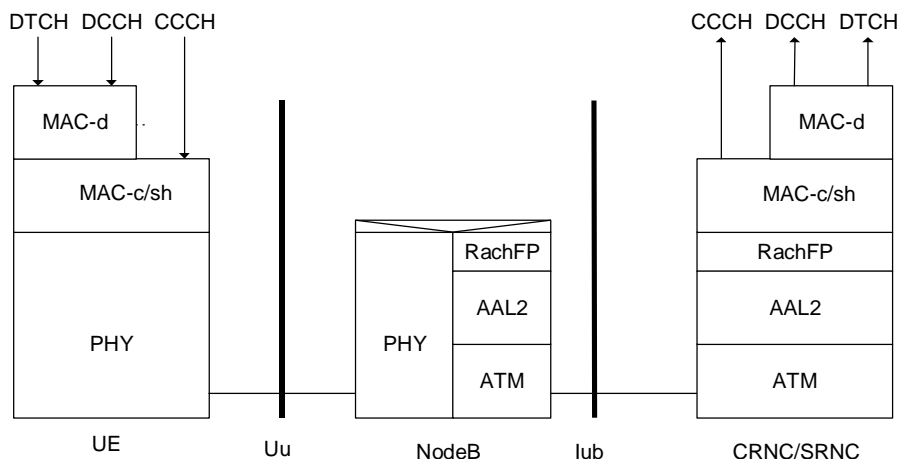 DTCH DCCH CCCH
CCCH DCCH DTCH
MAC-d
MAC-d
MAC-c/sh
MAC-c/sh
RachFP
RachFP
PHY
PHY
AAL2
AAL2
ATM
ATM
UE
Uu
NodeB
Iub
CRNC/SRNC